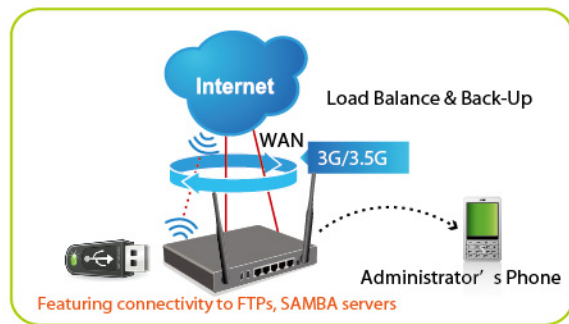 Internet
Load Balance & Back-Up
WAN
3G/3.5G
Administrator’ s Phone
Featuring connectivity to FTPs, SAMBA servers